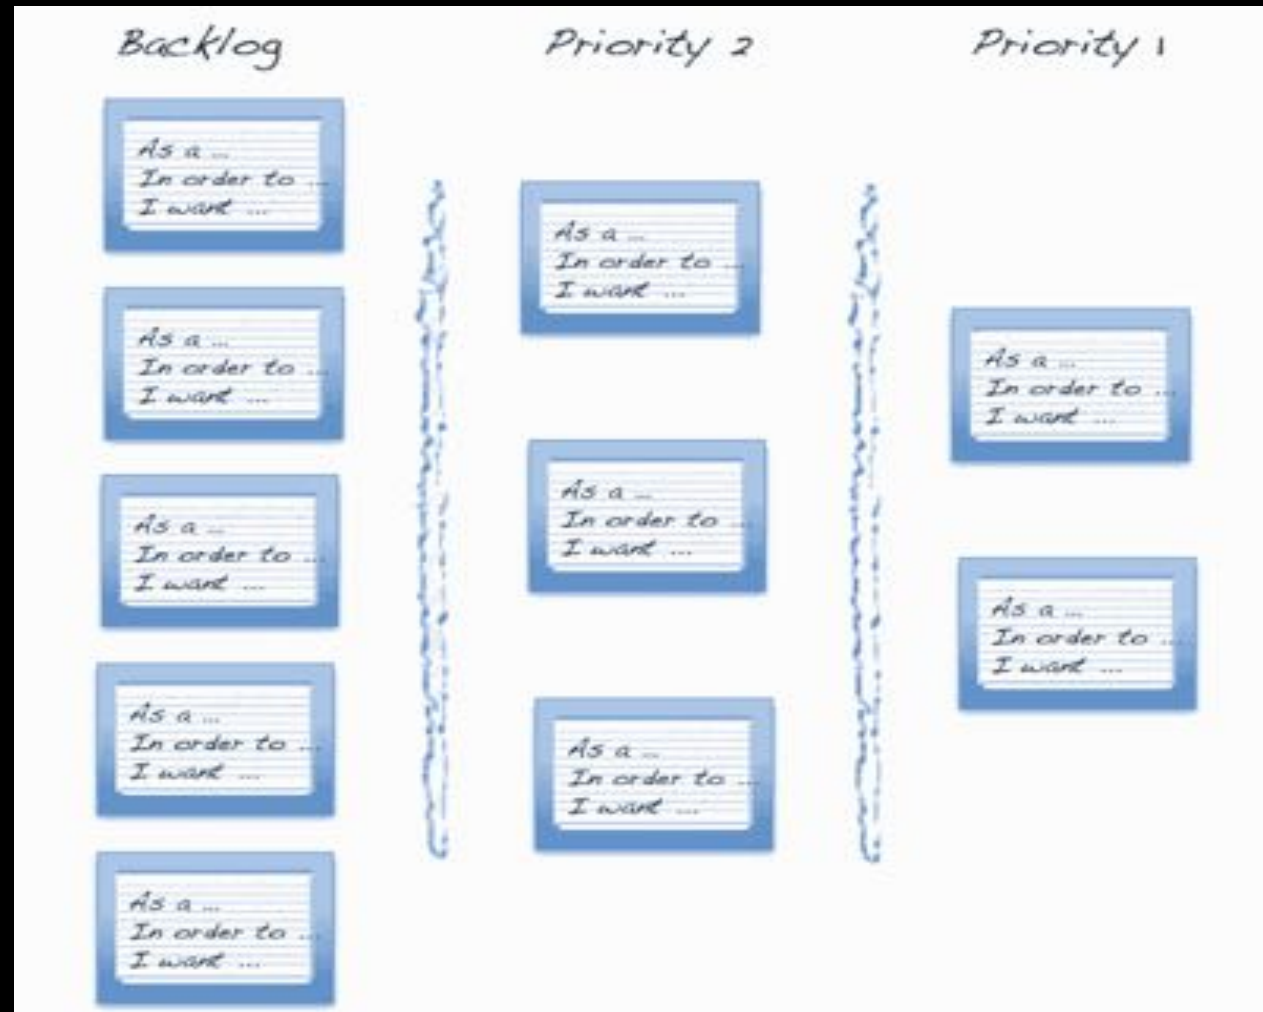 Backlog
As a ...
In order to ...
I want ...
As a ...
In order to ...
I want ...
As a ...
In order to ...
I want ...
As a ...
In order to ...
I want ...
As a ...
In order to ...
I want ...
Priority 2
As a ...
In order to ...
I want ...
As a ...
In order to ...
I want ...
As a ...
In order to ...
I want ...
Priority 1
As a ...
In order to ...
I want ...
As a ...
In order to ...
I want ...